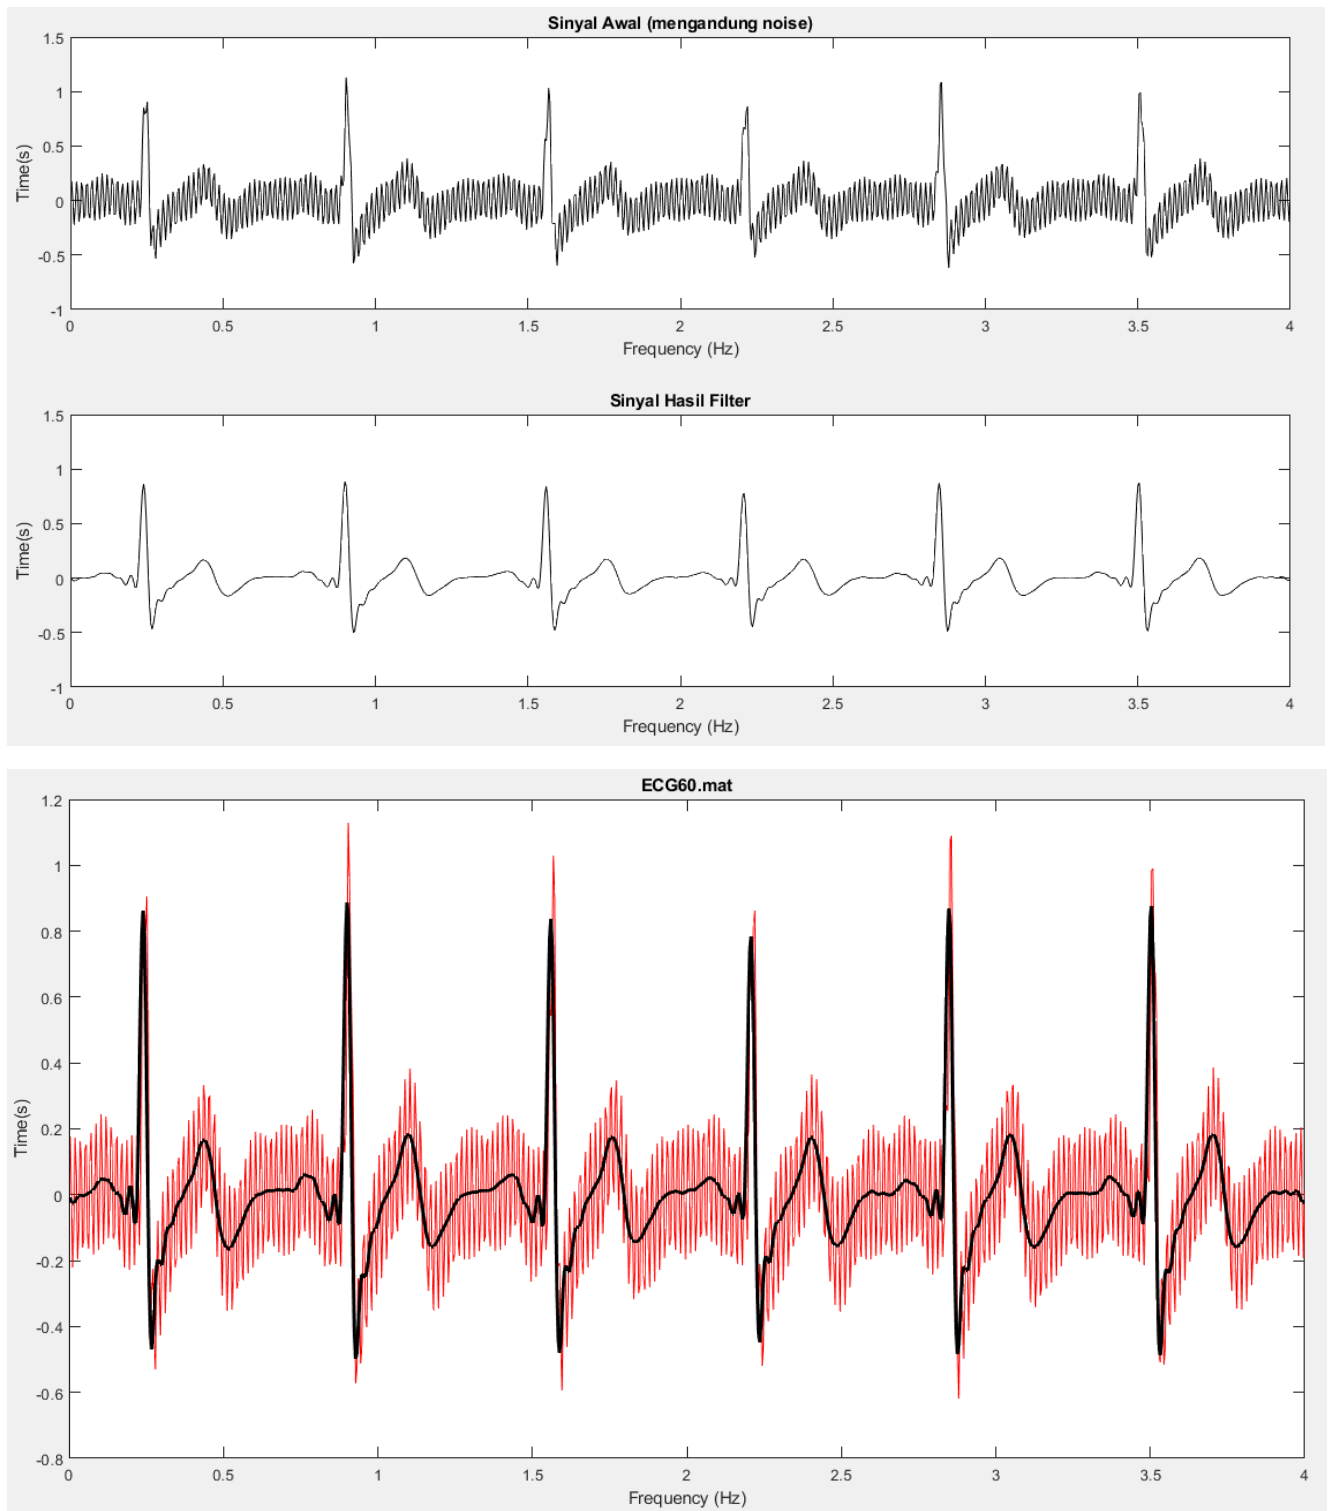 Sinyal Awal (mengandung noise)
1.5
1
0.5
0
-0.5
-1
Time(s)
0 0.5 1 1.5 2 2.5 3 3.5 4
Frequency (Hz)
Sinyal Hasil Filter
1.5
1
0.5
0
-0.5
-1
Time(s)
0 0.5 1 1.5 2 2.5 3 3.5 4
Frequency (Hz)
ECG60.mat
1.2
1
0.8
0.6
0.4
0.2
0
-0.2
-0.4
-0.6
-0.8
Time(s)
0 0.5 1 1.5 2 2.5 3 3.5 4
Frequency (Hz)